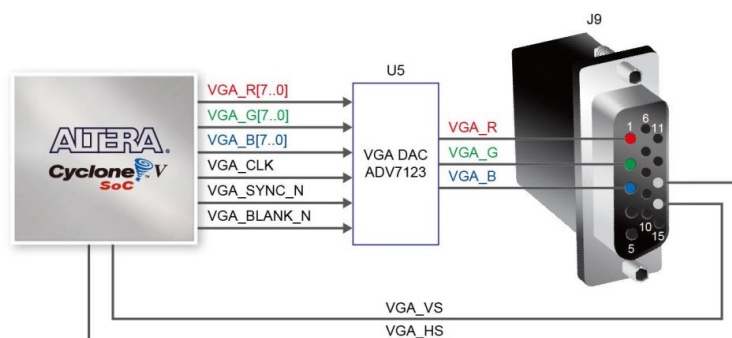 J9
U5
ALTERA®
Cyclone™ V
SoC
VGA_R[7..0]
VGA_G[7..0]
VGA_B[7..0]
VGA_CLK
VGA_SYNC_N
VGA_BLANK_N
VGA DAC
ADV7123
VGA_R
VGA_G
VGA_B
1
6
11
5
10
15
VGA_VS
VGA_HS